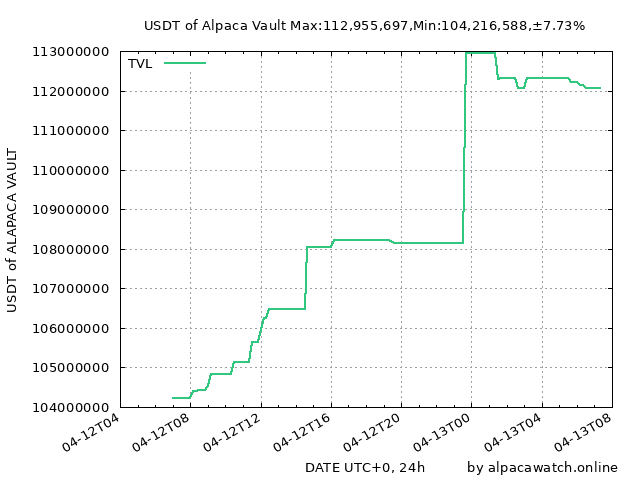 USDT of Alpaca Vault Max:112,955,697,Min:104,216,588,±7.73%
TVL
113000000
112000000
111000000
110000000
109000000
108000000
107000000
106000000
105000000
104000000
USDT of ALAPACA VAULT
04-12T04
04-12T08
04-12T12
04-12T16
04-12T20
04-13T00
04-13T04
04-13T08
DATE UTC+0, 24h
by alpacawatch.online